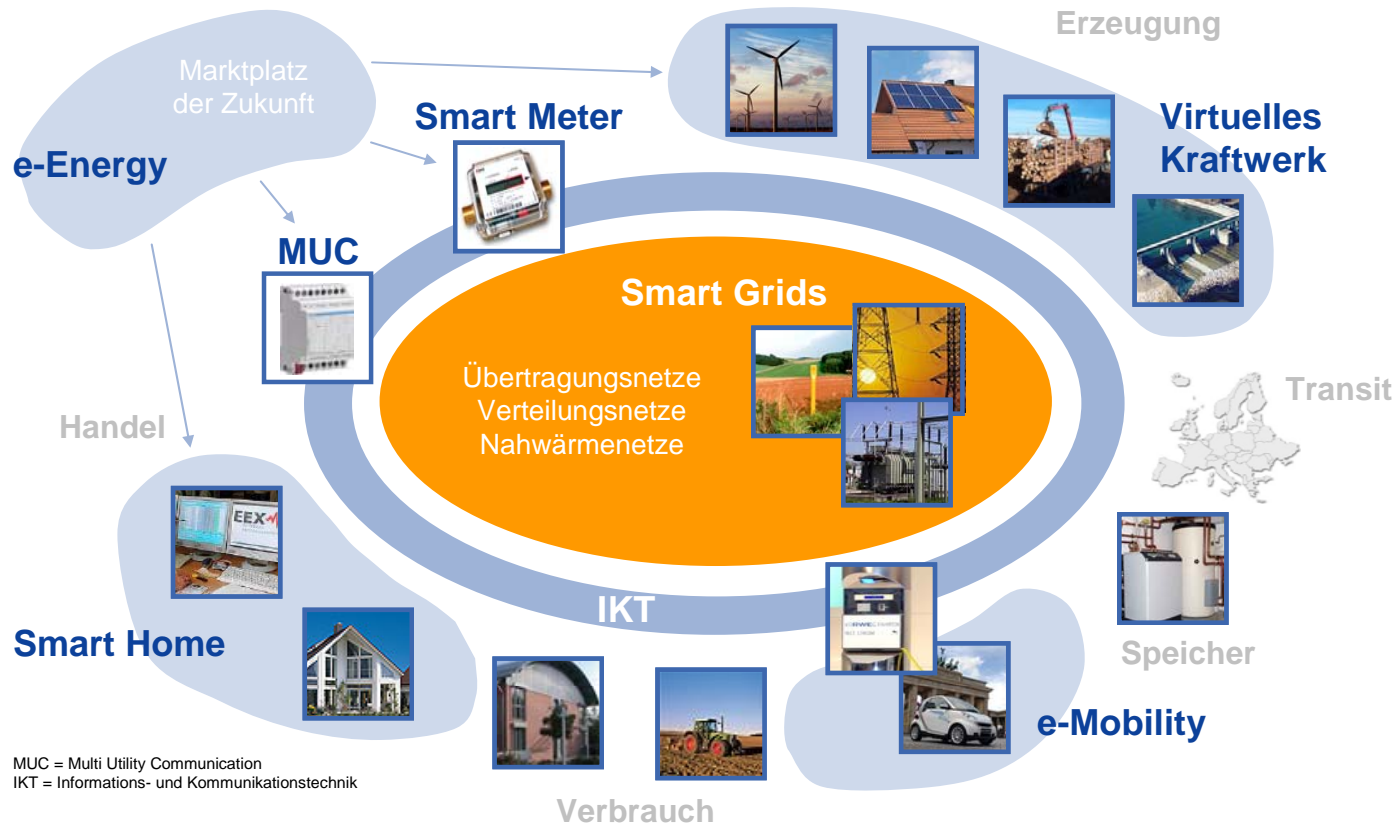 Erzeugung
Marktplatz
der Zukunft
Smart Meter
Virtuelles
Kraftwerk
e-Energy
MUC
Smart Grids
Übertragungsnetze
Verteilungsnetze
Nahwärmenetze
Transit
Handel
EEX
IKT
Smart Home
Speicher
e-Mobility
MUC = Multi Utility Communication
IKT = Informations- und Kommunikationstechnik
Verbrauch